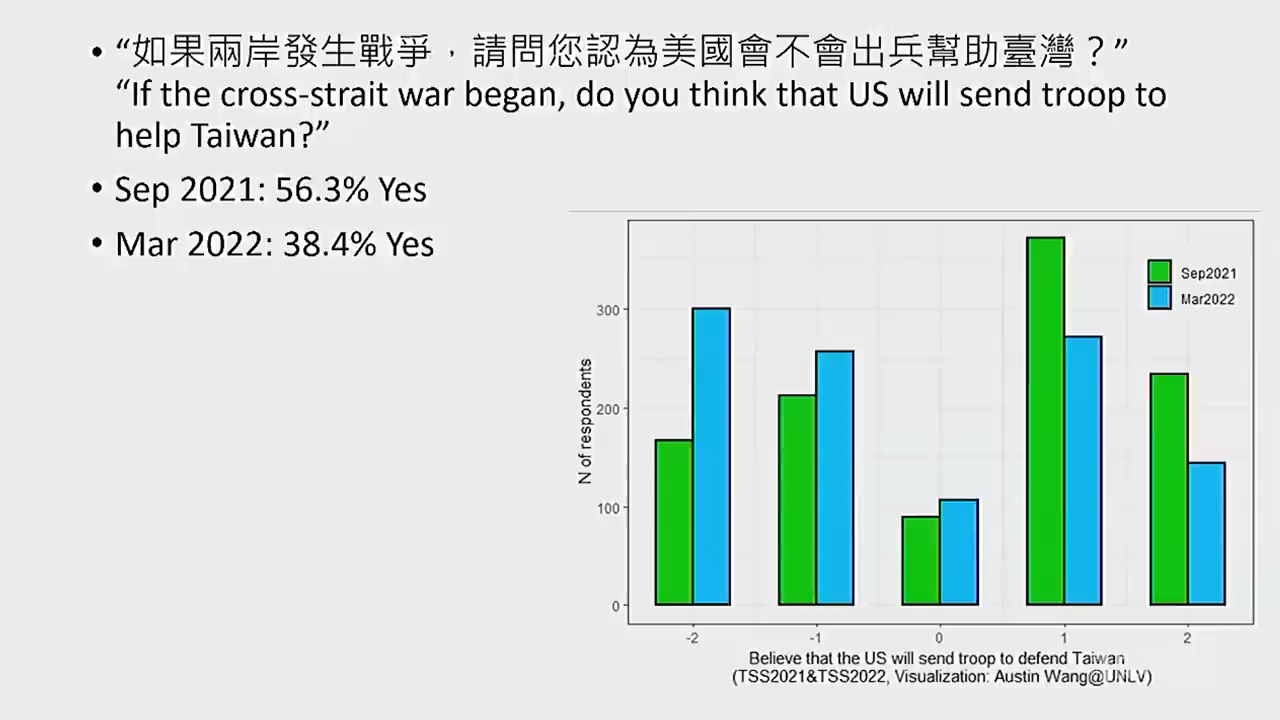 • “如果兩岸發生戰爭，請問您認為美國會不會出兵幫助臺灣？”
“If the cross-strait war began, do you think that US will send troop to
help Taiwan?”
• Sep 2021: 56.3% Yes
• Mar 2022: 38.4% Yes
Sep2021
Mar2022
300
200
100
0
N of respondents
-2
-1
0
1
2
Believe that the US will send troop to defend Taiwan
(TSS2021&TSS2022, Visualization: Austin Wang@UNLV)